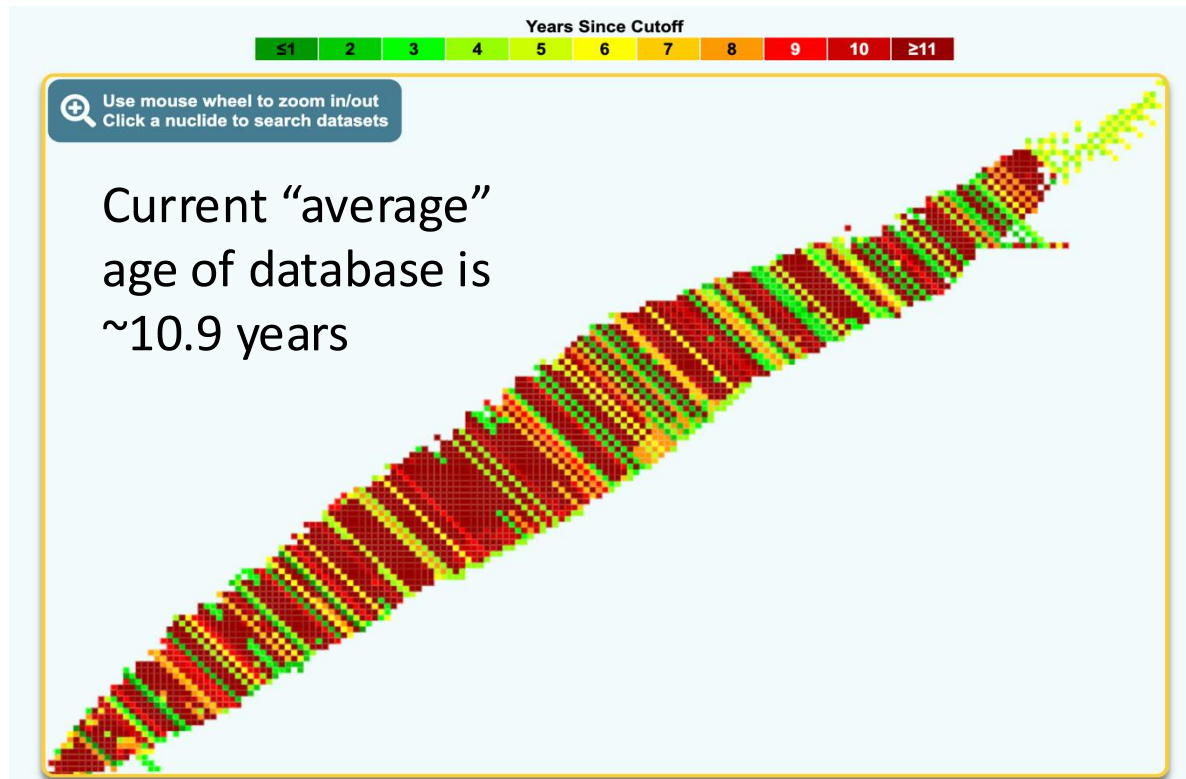 Years Since Cutoff
≤1 2 3 4 5 6 7 8 9 10 ≥11
Use mouse wheel to zoom in/out
Click a nuclide to search datasets
Current “average”
age of database is
~10.9 years